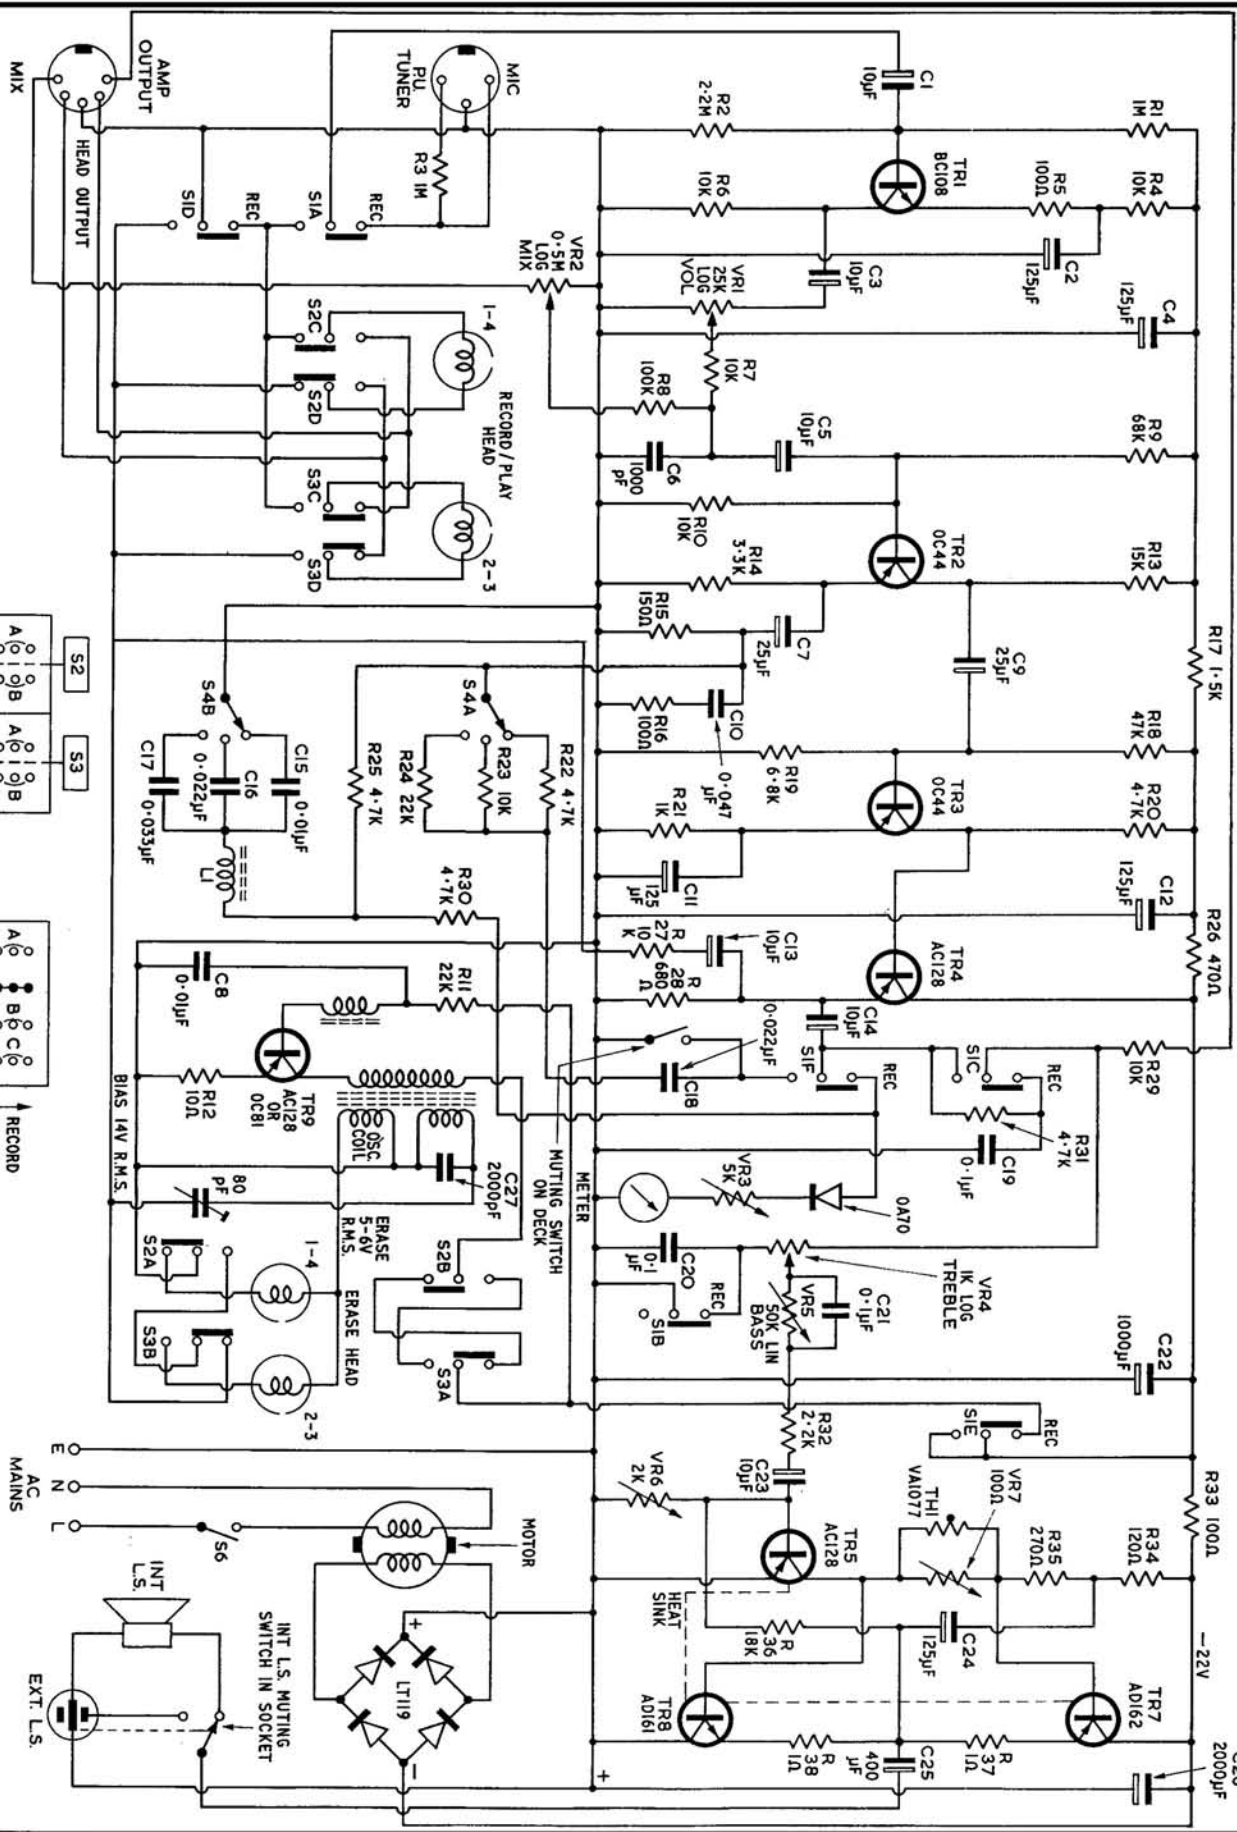 R1
1M
R4
10K
R5
100Ω
C2
125µF
C4
125µF
R9
68K
R13
15K
R17 1·5K
R18
47K
R20
4·7K
C12
125µF
R26 470Ω
R29
10K
C22
1000µF
R33 100Ω
R34
120Ω
R35
270Ω
−22V
2000µF
C1
10µF
TR1
BC108
C3
10µF
VR1
25K
LOG
VOL
R7
10K
R8
100K
C5
10µF
C6
1000
pF
R2
2·2M
R6
10K
TR2
OC44
R10
10K
R14
3·3K
R15
150Ω
C7
25µF
C9
25µF
C10
0·047
µF
R16
100Ω
R19
6·8K
TR3
OC44
R21
1K
C11
125
µF
TR4
AC128
C13
10µF
R
27
10
K
R
28
680
Ω
C14
10µF
S1F
REC
S1C
REC
R31
4·7K
C19
0·1µF
0·022µF
C18
OA70
VR3
5K
METER
MUTING SWITCH
ON DECK
VR4
1K LOG
TREBLE
C20
0·1
µF
C21
0·1µF
VR5
50K LIN
BASS
REC
S1B
R32
2·2K
C23
10µF
REC
S1E
VR6
2K
TR5
AC128
HEAT
SINK
TH1
VA1077
VR7
100Ω
R
36
18K
C24
125µF
TR7
AD162
TR8
AD161
R
37
1Ω
R
38
1Ω
C25
400
µF
+
MIC
P.U.
TUNER
R3 1M
AMP
OUTPUT
MIX
HEAD OUTPUT
S1A
REC
S1D
REC
VR2
0·5M
LOG
MIX
S2C
S2D
1-4
RECORD/PLAY
HEAD
S3C
S3D
2-3
S4A
R22 4·7K
R23
10K
R24 22K
R25 4·7K
S4B
C15
0·01µF
C16
0·022µF
C17
0·033µF
L1
R30
4·7K
C8
0·01µF
R11
22K
TR9
AC128
OR
OC81
R12
10Ω
OSC.
COIL
C27
2000pF
BIAS 14V R.M.S.
80
pF
ERASE
5-6V
R.M.S.
S2A
S2B
1-4
ERASE HEAD
S3B
S3A
2-3
E
N
L
AC
MAINS
S6
MOTOR
LT119
+
−
INT
L.S.
INT L.S. MUTING
SWITCH IN SOCKET
EXT. L.S.
S2
S3
A
B
A
B
A
B
C
RECORD